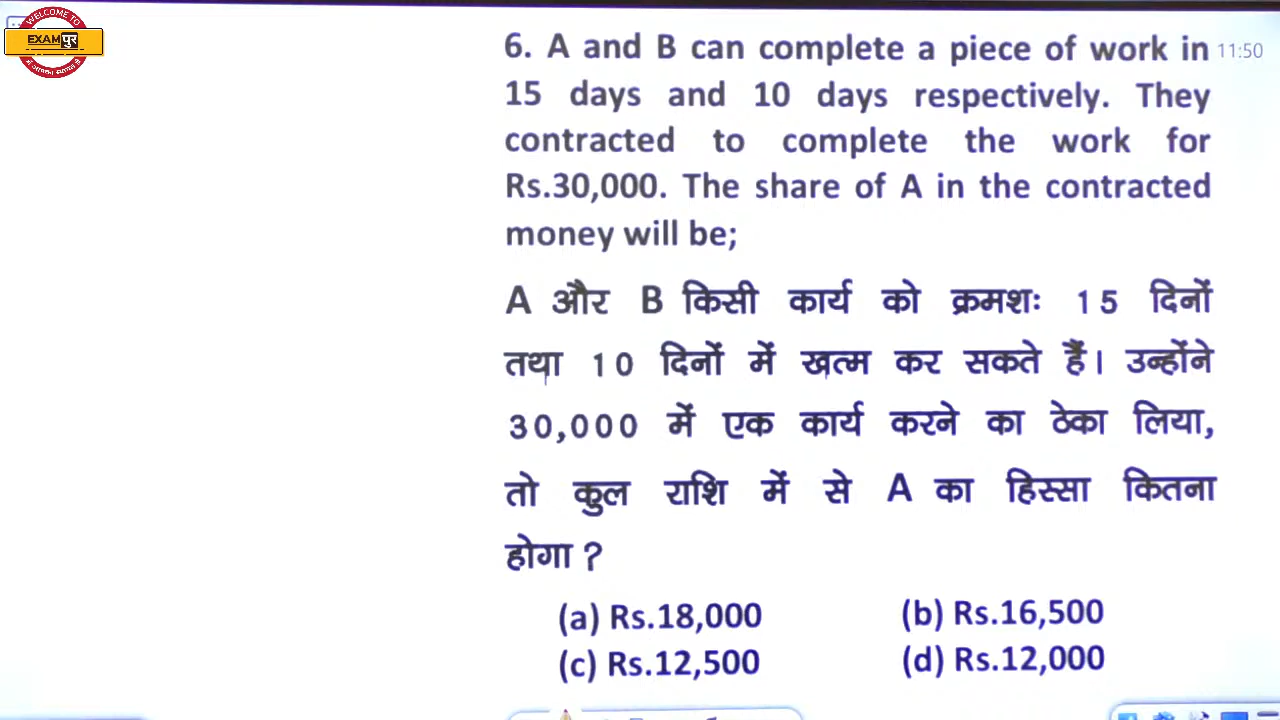 WELCOME TO
EXAMपुर
6. A and B can complete a piece of work in
11:50
15 days and 10 days respectively. They
contracted to complete the work for
Rs.30,000. The share of A in the contracted
money will be;
A और B किसी कार्य को क्रमशः 15 दिनों
तथा 10 दिनों में खत्म कर सकते हैं। उन्होंने
30,000 में एक कार्य करने का ठेका लिया,
तो कुल राशि में से A का हिस्सा कितना
होगा ?
(a) Rs.18,000 (b) Rs.16,500
(c) Rs.12,500 (d) Rs.12,000